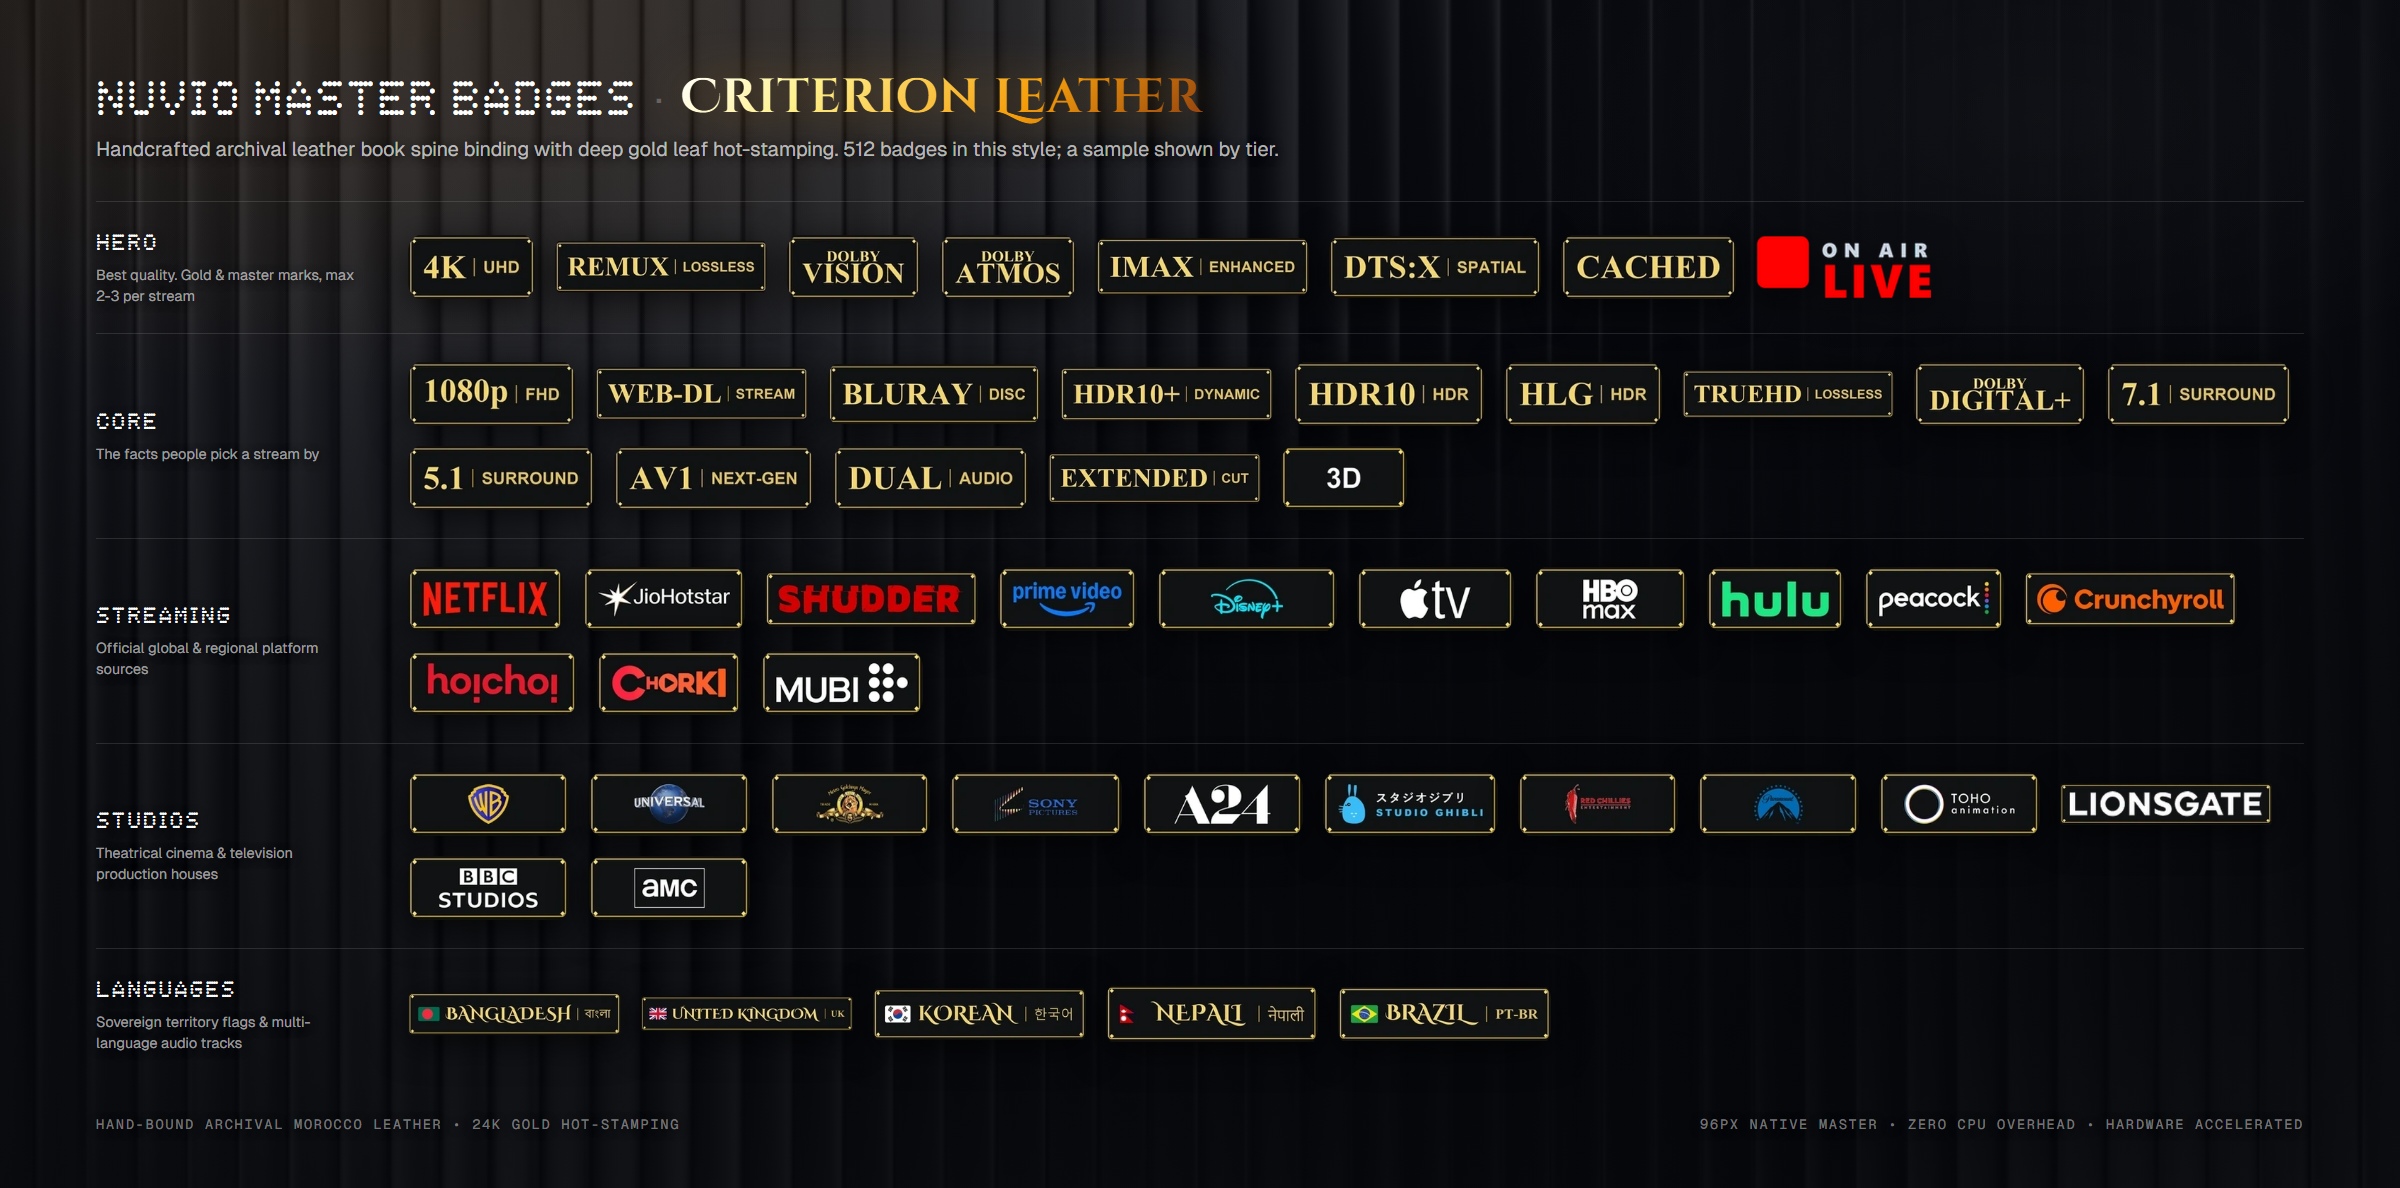 NUVIO MASTER BADGES · CRITERION LEATHER
Handcrafted archival leather book spine binding with deep gold leaf hot-stamping. 512 badges in this style; a sample shown by tier.
HERO
Best quality. Gold & master marks, max
2-3 per stream
4K | UHD
REMUX | LOSSLESS
DOLBY
VISION
DOLBY
ATMOS
IMAX | ENHANCED
DTS:X | SPATIAL
CACHED
ON AIR
LIVE
CORE
The facts people pick a stream by
1080p | FHD
WEB-DL | STREAM
BLURAY | DISC
HDR10+ | DYNAMIC
HDR10 | HDR
HLG | HDR
TRUEHD | LOSSLESS
DOLBY
DIGITAL+
7.1 | SURROUND
5.1 | SURROUND
AV1 | NEXT-GEN
DUAL | AUDIO
EXTENDED | CUT
3D
STREAMING
Official global & regional platform
sources
NETFLIX
JioHotstar
SHUDDER
prime video
Disney+
tv
HBO
max
hulu
peacock
Crunchyroll
hoichoi
CHORKI
MUBI
STUDIOS
Theatrical cinema & television
production houses
WB
UNIVERSAL
SONY
PICTURES
A24
スタジオジブリ
STUDIO GHIBLI
RED CHILLIES
ENTERTAINMENT
Paramount
TOHO
animation
LIONSGATE
BBC
STUDIOS
aMC
LANGUAGES
Sovereign territory flags & multi-
language audio tracks
BANGLADESH | বাংলা
UNITED KINGDOM | UK
KOREAN | 한국어
NEPALI | नेपाली
BRAZIL | PT-BR
HAND-BOUND ARCHIVAL MOROCCO LEATHER • 24K GOLD HOT-STAMPING
96PX NATIVE MASTER • ZERO CPU OVERHEAD • HARDWARE ACCELERATED